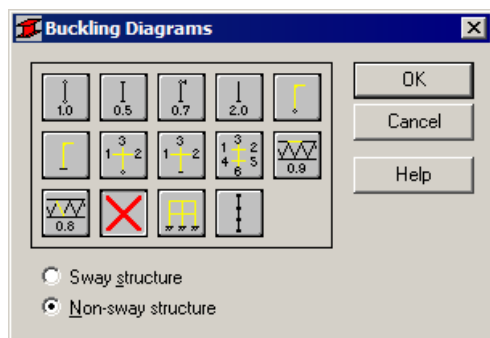 Buckling Diagrams
OK
Cancel
Help
1.0 0.5 0.7 2.0
3 3 1 3 2
1 2 1 2 4 5 0.9
6
0.8
Sway structure
Non-sway structure